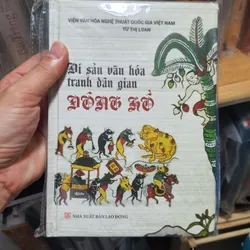 VIỆN VĂN HÓA NGHỆ THUẬT QUỐC GIA VIỆT NAM
TỪ THỊ LOAN
Di sản văn hóa
tranh dân gian
ĐÔNG HỒ
NHÀ XUẤT BẢN LAO ĐỘNG